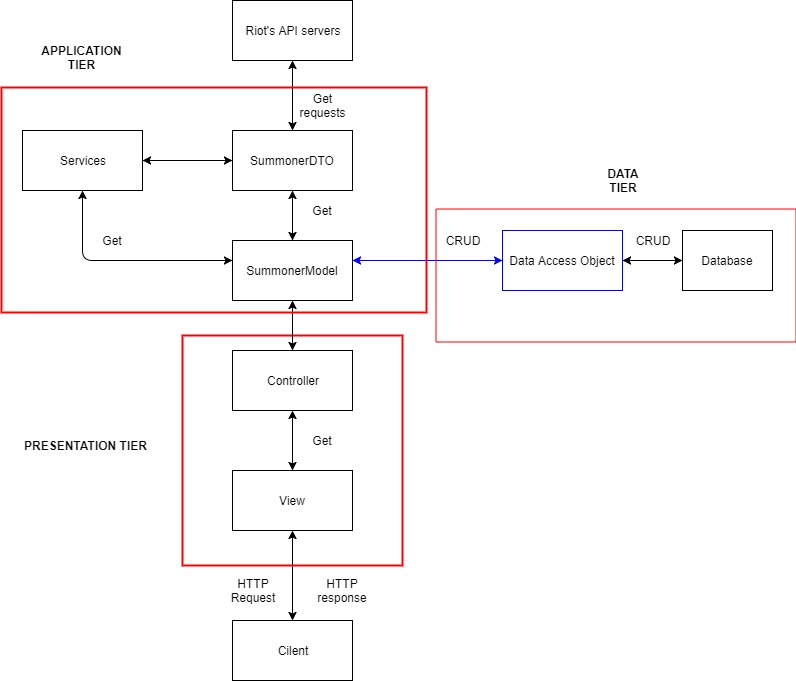 Riot's API servers
APPLICATION
TIER
Get
requests
Services
SummonerDTO
DATA
TIER
Get
Get
CRUD
CRUD
Data Access Object
Database
SummonerModel
Controller
PRESENTATION TIER
Get
View
HTTP
Request
HTTP
response
Cilent